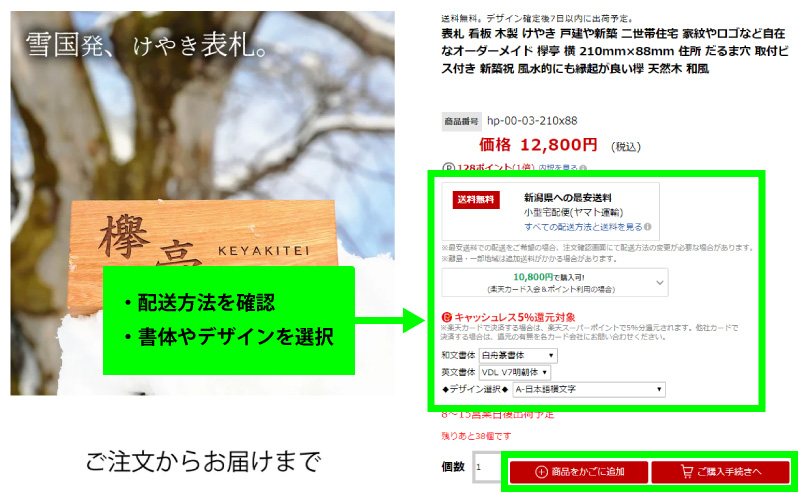 雪国発、けやき表札。
欅
亭
KEYAKITEI
・配送方法を確認
・書体やデザインを選択
ご注文からお届けまで
送料無料。デザイン確定後7日以内に出荷予定。
表札 看板 木製 けやき 戸建や新築 二世帯住宅 家紋やロゴなど自在
なオーダーメイド 欅亭 横 210mm×88mm 住所 だるま穴 取付ビ
ス付き 新築祝 風水的にも縁起が良い欅 天然木 和風
商品番号 hp-00-03-210x88
価格 12,800円 (税込)
128ポイント(1倍) 内訳を見る
送料無料 新潟県への最安送料
小型宅配便(ヤマト運輸)
すべての配送方法と送料を見る
※最安送料での配送をご希望の場合、注文確認画面にて配送方法の変更が必要な場合があります。
※離島・一部地域は追加送料がかかる場合があります。
10,800円で購入可!
(楽天カード入会&ポイント利用の場合)
キャッシュレス5%還元対象
※楽天カードで決済する場合は、楽天スーパーポイントで5%分還元されます。他社カードで
決済する場合は、還元の有無を各カード会社にお問い合わせください。
和文書体 白舟篆書体
英文書体 VDL V7明朝体
◆デザイン選択◆ A-日本語横文字
8～15営業日後出荷予定
残りあと38個です
個数 1 商品をかごに追加 ご購入手続きへ